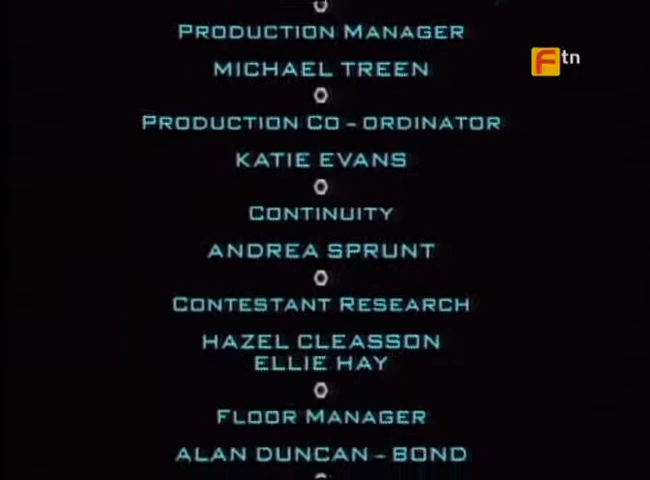 PRODUCTION MANAGER
MICHAEL TREEN
PRODUCTION CO - ORDINATOR
KATIE EVANS
CONTINUITY
ANDREA SPRUNT
CONTESTANT RESEARCH
HAZEL CLEASSON
ELLIE HAY
FLOOR MANAGER
ALAN DUNCAN - BOND
Ftn